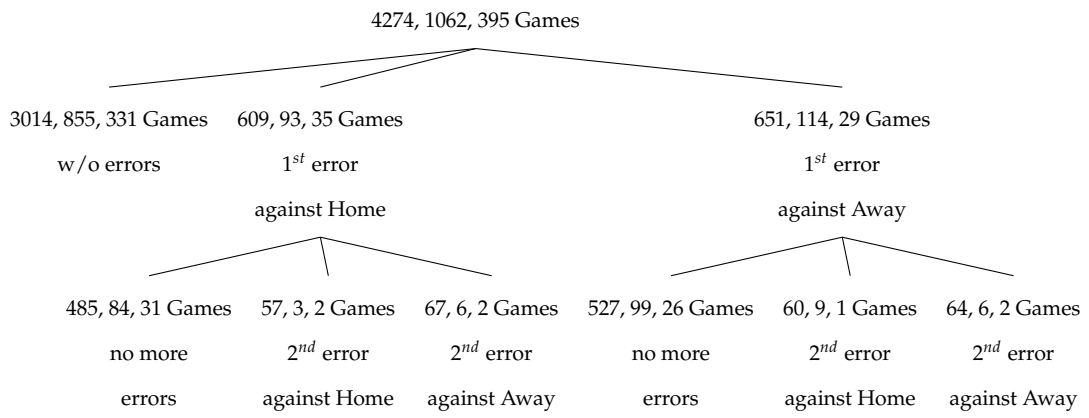 4274, 1062, 395 Games
3014, 855, 331 Games 609, 93, 35 Games 651, 114, 29 Games
w/o errors 1st error 1st error
against Home against Away
485, 84, 31 Games 57, 3, 2 Games 67, 6, 2 Games 527, 99, 26 Games 60, 9, 1 Games 64, 6, 2 Games
no more 2nd error 2nd error no more 2nd error 2nd error
errors against Home against Away errors against Home against Away